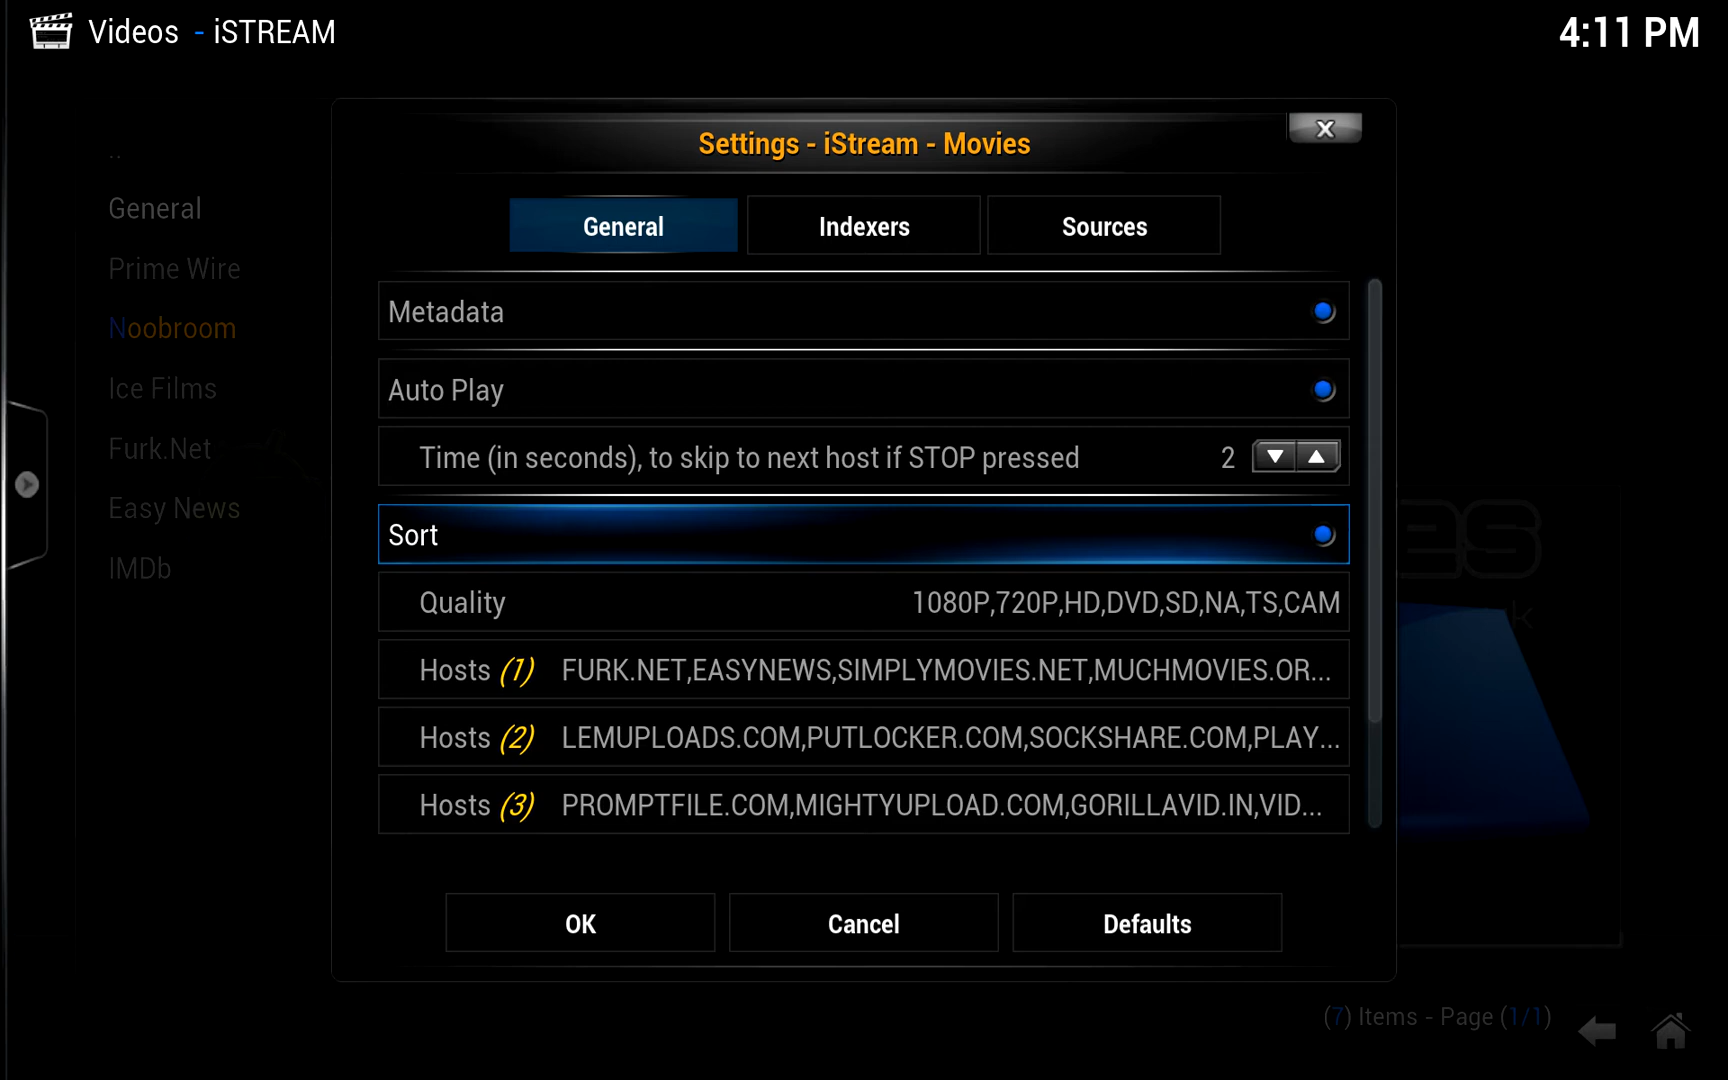 Videos - iSTREAM
4:11 PM
Settings - iStream - Movies
X
General
Indexers
Sources
..
General
Prime Wire
Noobroom
Ice Films
Furk.Net
Easy News
IMDb
Metadata
Auto Play
Time (in seconds), to skip to next host if STOP pressed 2
Sort
Quality 1080P,720P,HD,DVD,SD,NA,TS,CAM
Hosts (1) FURK.NET,EASYNEWS,SIMPLYMOVIES.NET,MUCHMOVIES.OR...
Hosts (2) LEMUPLOADS.COM,PUTLOCKER.COM,SOCKSHARE.COM,PLAY...
Hosts (3) PROMPTFILE.COM,MIGHTYUPLOAD.COM,GORILLAVID.IN,VID...
es
k
OK
Cancel
Defaults
(7) Items - Page (1/1)